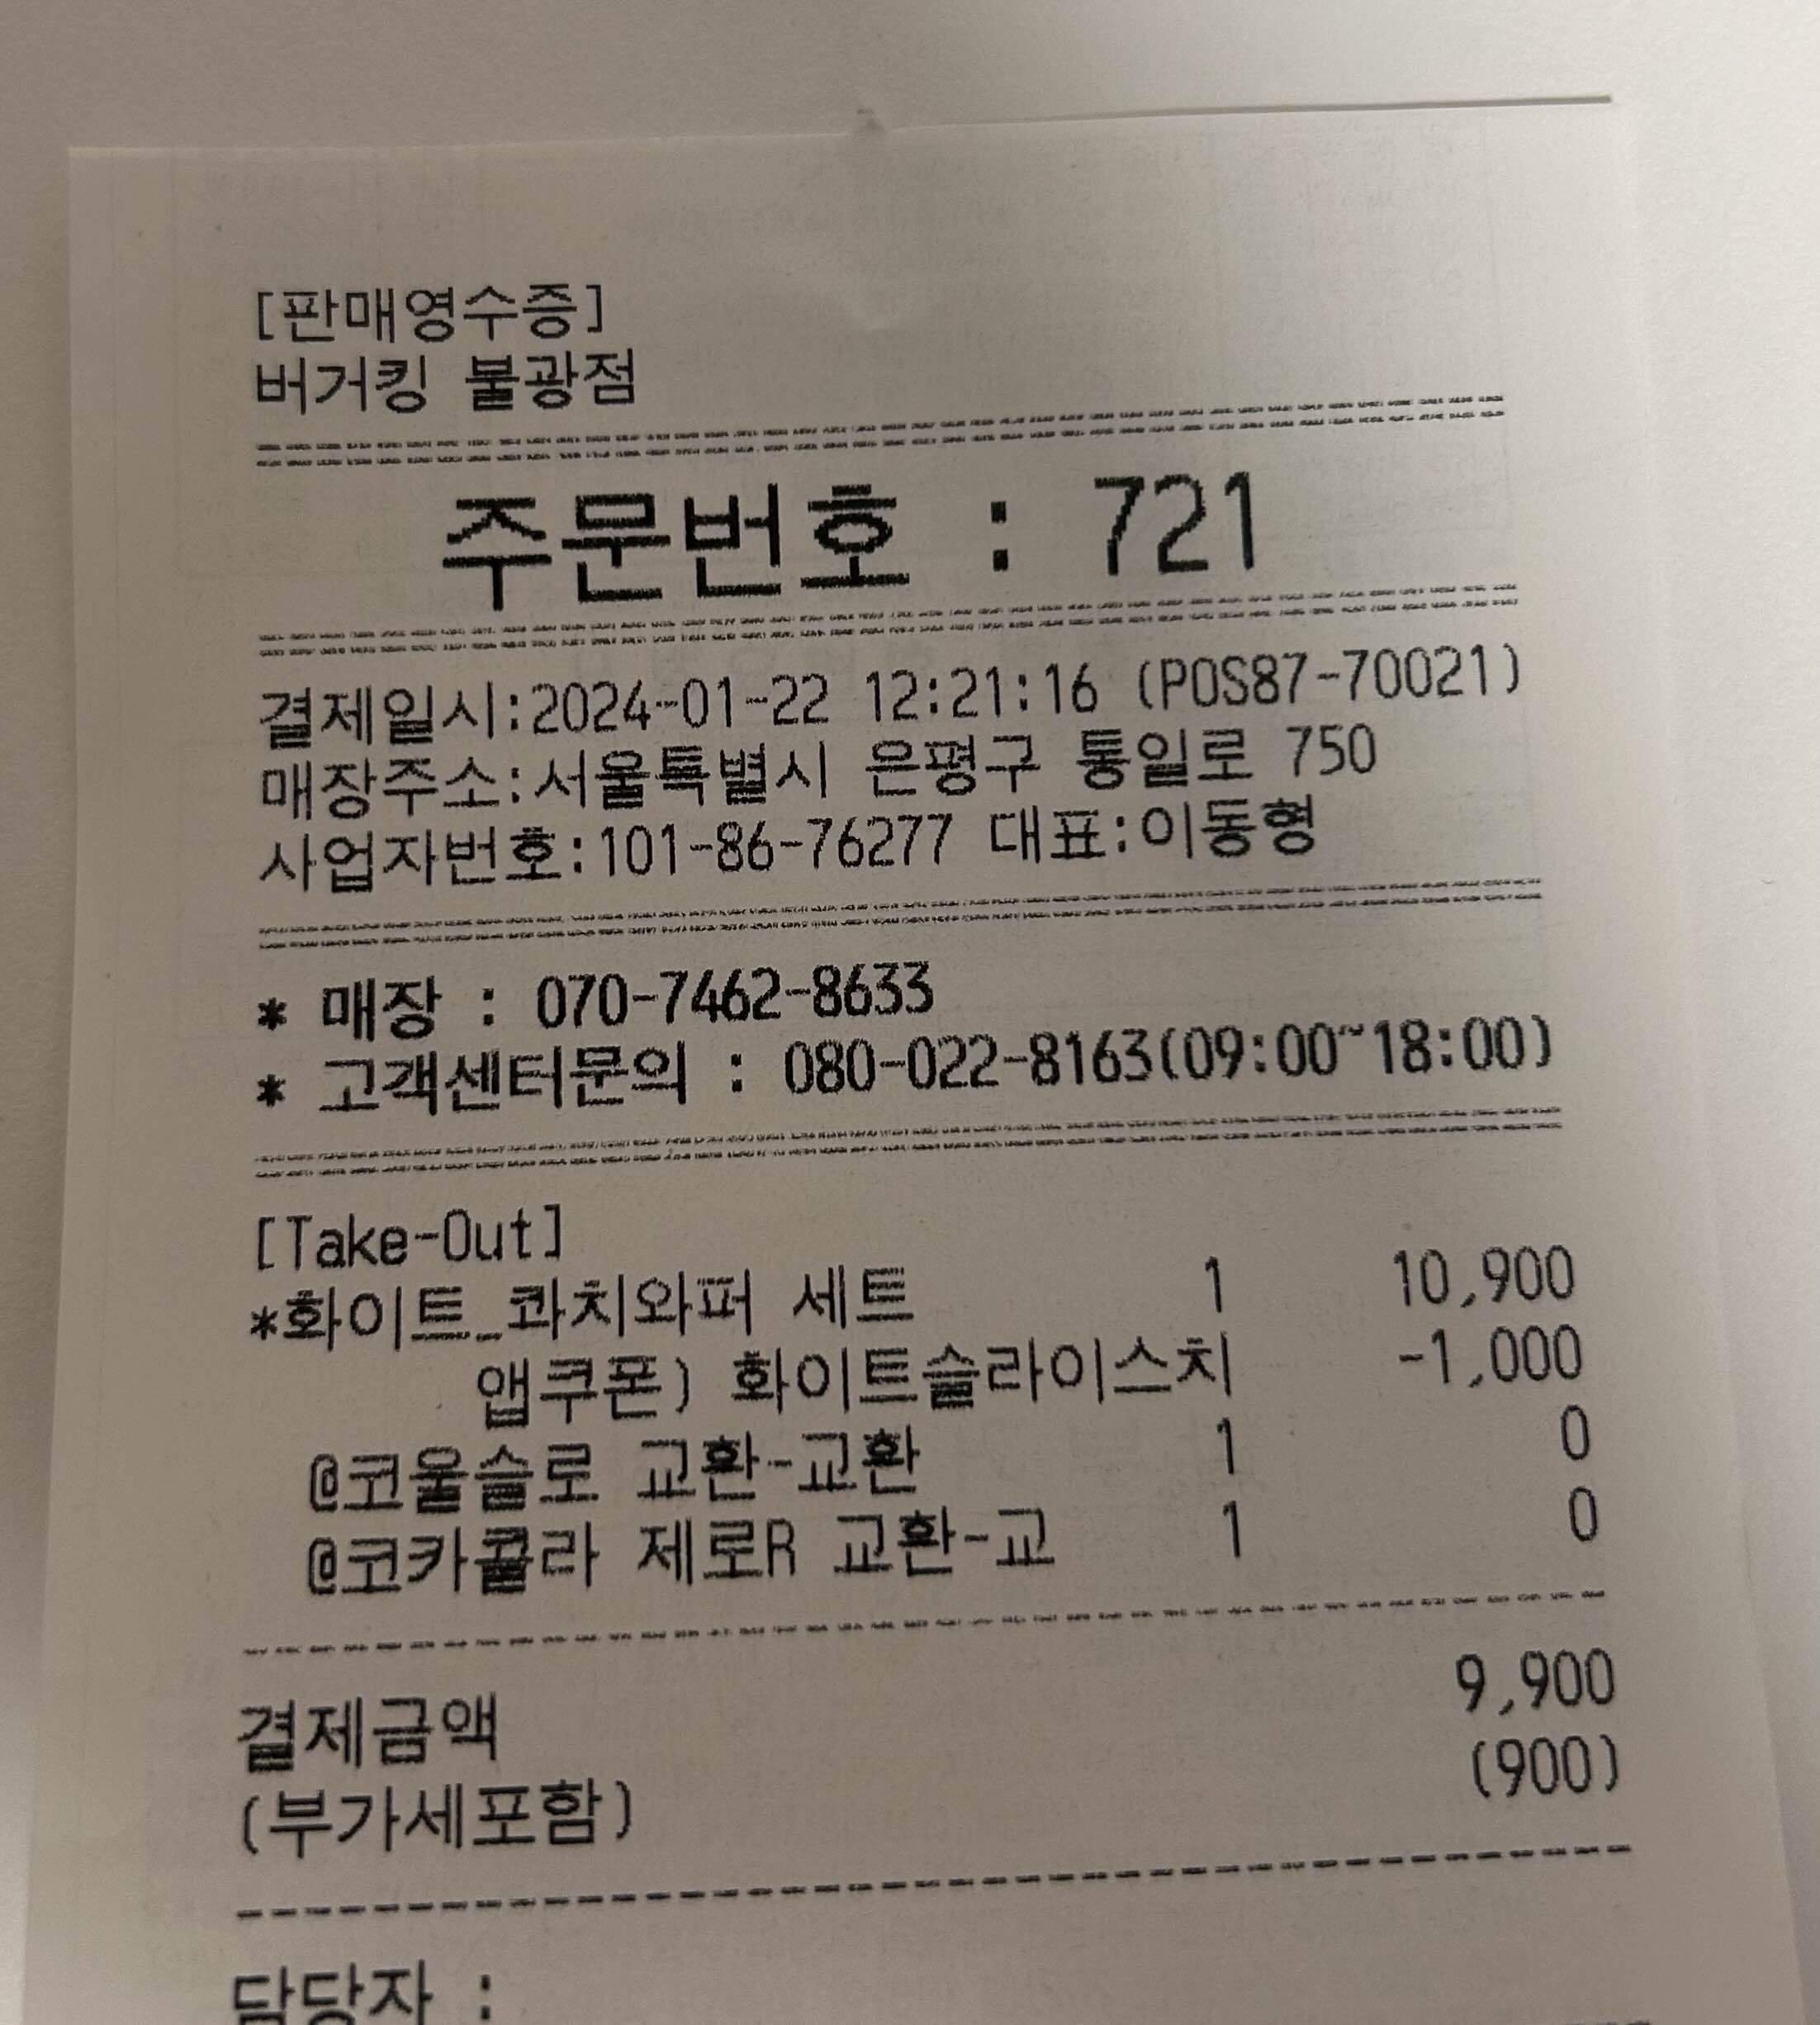 [판매영수증]
버거킹 불광점
주문번호 : 721
결제일시:2024-01-22 12:21:16 (POS87-70021)
매장주소:서울특별시 은평구 통일로 750
사업자번호:101-86-76277 대표:이동형
* 매장 : 070-7462-8633
* 고객센터문의 : 080-022-8163(09:00~18:00)
[Take-Out]
*화이트_콰치와퍼 세트 1 10,900
앱쿠폰) 화이트슬라이스치 -1,000
@코울슬로 교환-교환 1 0
@코카콜라 제로R 교환-교 1 0
결제금액 9,900
(부가세포함) (900)
담당자 :